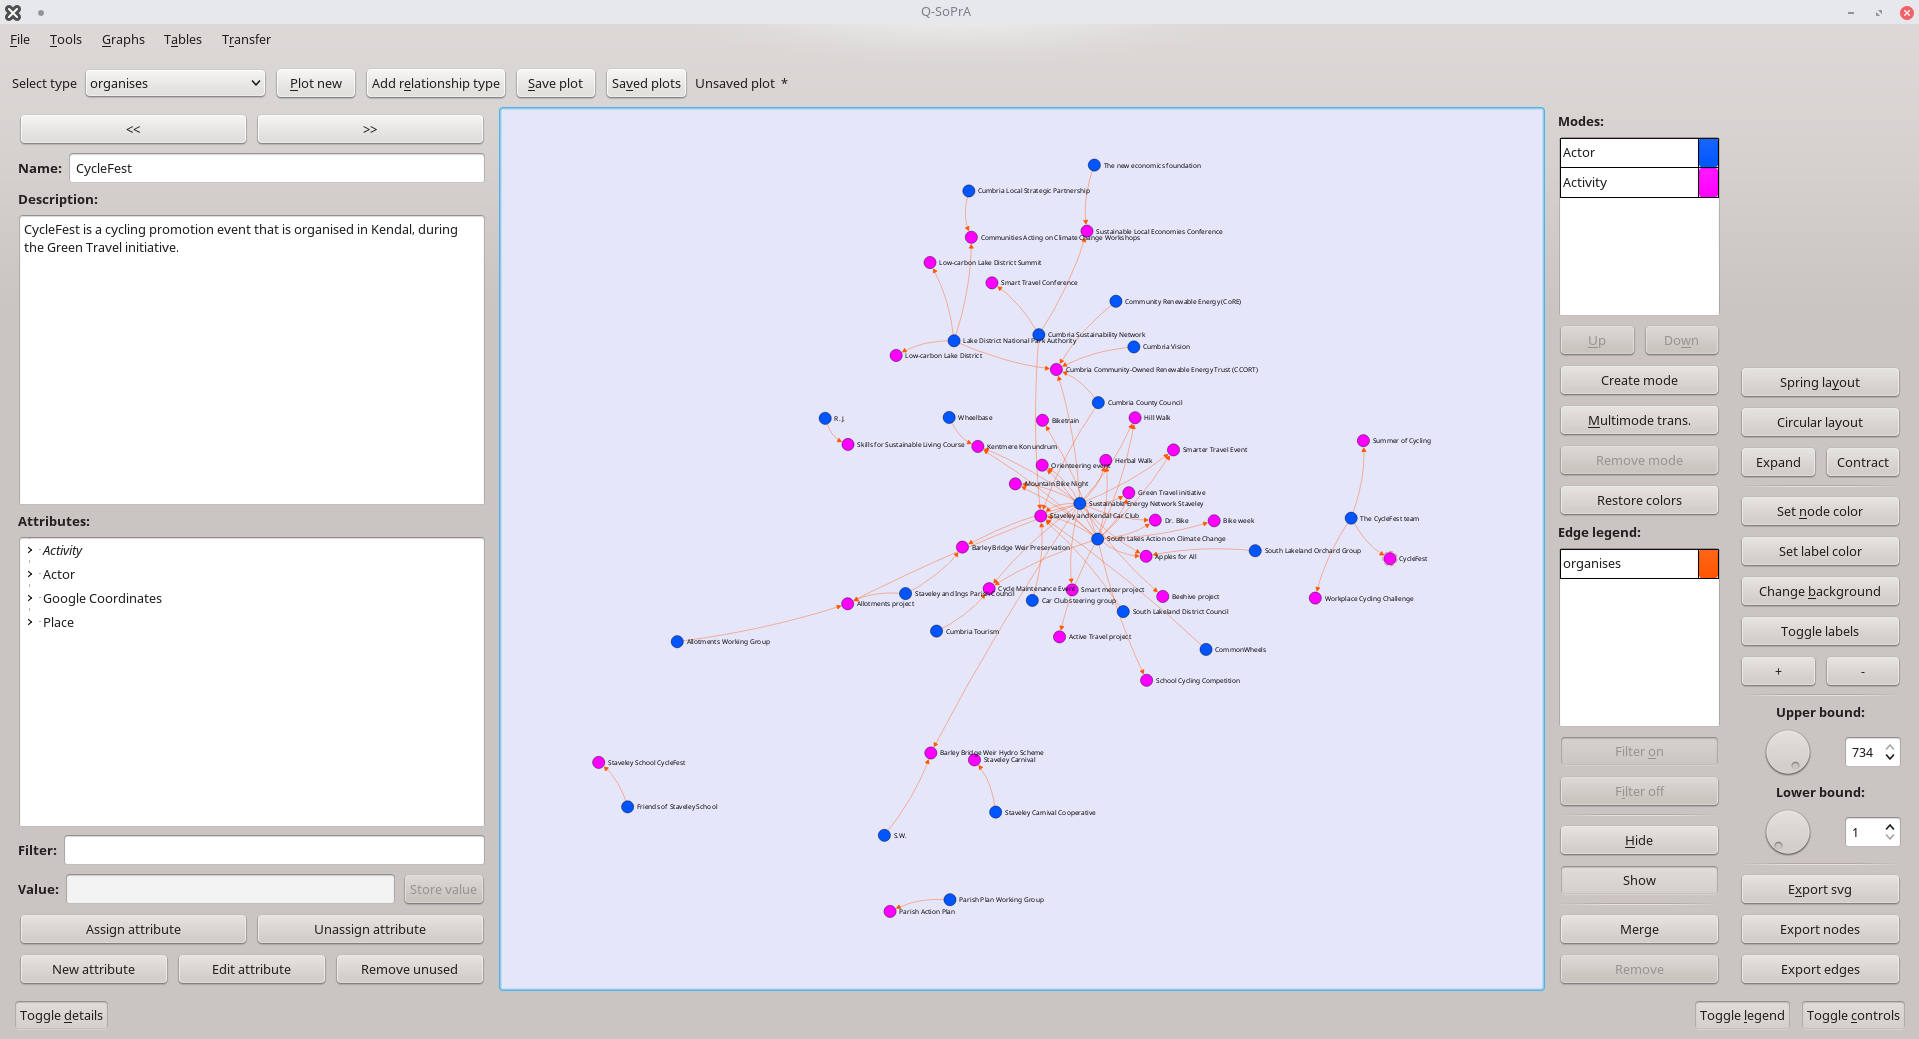 Q-SoPrA
File Tools Graphs Tables Transfer
Select type organises Plot new Add relationship type Save plot Saved plots Unsaved plot *
<< >>
Name: CycleFest
Description:
CycleFest is a cycling promotion event that is organised in Kendal, during
the Green Travel initiative.
Attributes:
> Activity
> Actor
> Google Coordinates
> Place
Filter:
Value: Store value
Assign attribute Unassign attribute
New attribute Edit attribute Remove unused
Toggle details
The new economics foundation
Cumbria Local Strategic Partnership
Sustainable Local Economies Conference
Communities Acting on Climate Change Workshops
Low-carbon Lake District Summit
Smart Travel Conference
Community Renewable Energy (CoRE)
Cumbria Sustainability Network
Lake District National Park Authority
Cumbria Vision
Low-carbon Lake District
Cumbria Community-Owned Renewable Energy Trust (CCORT)
Cumbria County Council
R. J.
Wheelbase
Biketrain
Hill Walk
Skills for Sustainable Living Course
Kentmere Konundrum
Smarter Travel Event
Summer of Cycling
Orienteering event
Herbal Walk
Mountain Bike Night
Green Travel initiative
Sustainable Energy Network Staveley
Staveley and Kendal Car Club
Dr. Bike
Bike week
The CycleFest team
South Lakes Action on Climate Change
Barley Bridge Weir Preservation
Apples for All
South Lakeland Orchard Group
CycleFest
Staveley and Ings Parish Council
Cycle Maintenance Event
Smart meter project
Beehive project
Workplace Cycling Challenge
Allotments project
Car Club steering group
South Lakeland District Council
Cumbria Tourism
Active Travel project
Allotments Working Group
CommonWheels
School Cycling Competition
Barley Bridge Weir Hydro Scheme
Staveley Carnival
Staveley School CycleFest
Friends of Staveley School
Staveley Carnival Cooperative
S.W.
Parish Plan Working Group
Parish Action Plan
Modes:
Actor
Activity
Up Down
Create mode
Multimode trans.
Remove mode
Restore colors
Edge legend:
organises
Filter on
Filter off
Hide
Show
Merge
Remove
Spring layout
Circular layout
Expand Contract
Set node color
Set label color
Change background
Toggle labels
+ -
Upper bound:
734
Lower bound:
1
Export svg
Export nodes
Export edges
Toggle legend Toggle controls